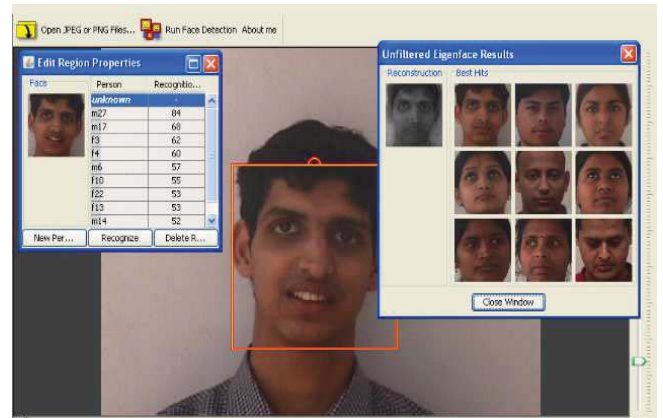 Open JPEG or PNG Files... Run Face Detection About me
Edit Region Properties
Face
Person Recognitio...
unknown -
m27 84
m17 68
f3 62
f4 60
m6 57
f10 55
f22 53
f13 53
m14 52
New Per... Recognize Delete R...
Unfiltered Eigenface Results
Reconstruction Best Hits
Close Window